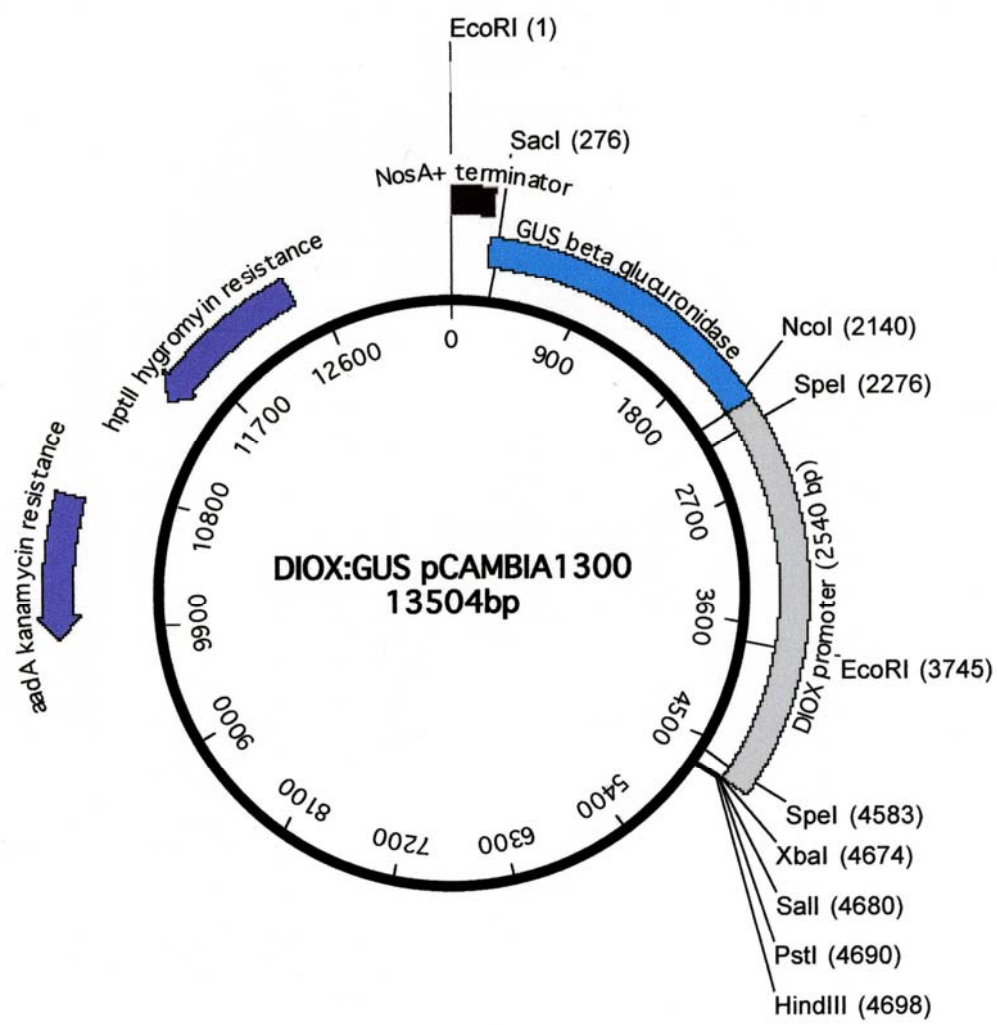 EcoRI (1)
SacI (276)
NosA+ terminator
GUS beta glucuronidase
NcoI (2140)
SpeI (2276)
DIOX promoter (2540 bp)
EcoRI (3745)
SpeI (4583)
XbaI (4674)
SalI (4680)
PstI (4690)
HindIII (4698)
hptII hygromyin resistance
aadA kanamycin resistance
0
900
1800
2700
3600
4500
5400
6300
7200
8100
9000
9900
10800
11700
12600
DIOX:GUS pCAMBIA1300
13504bp